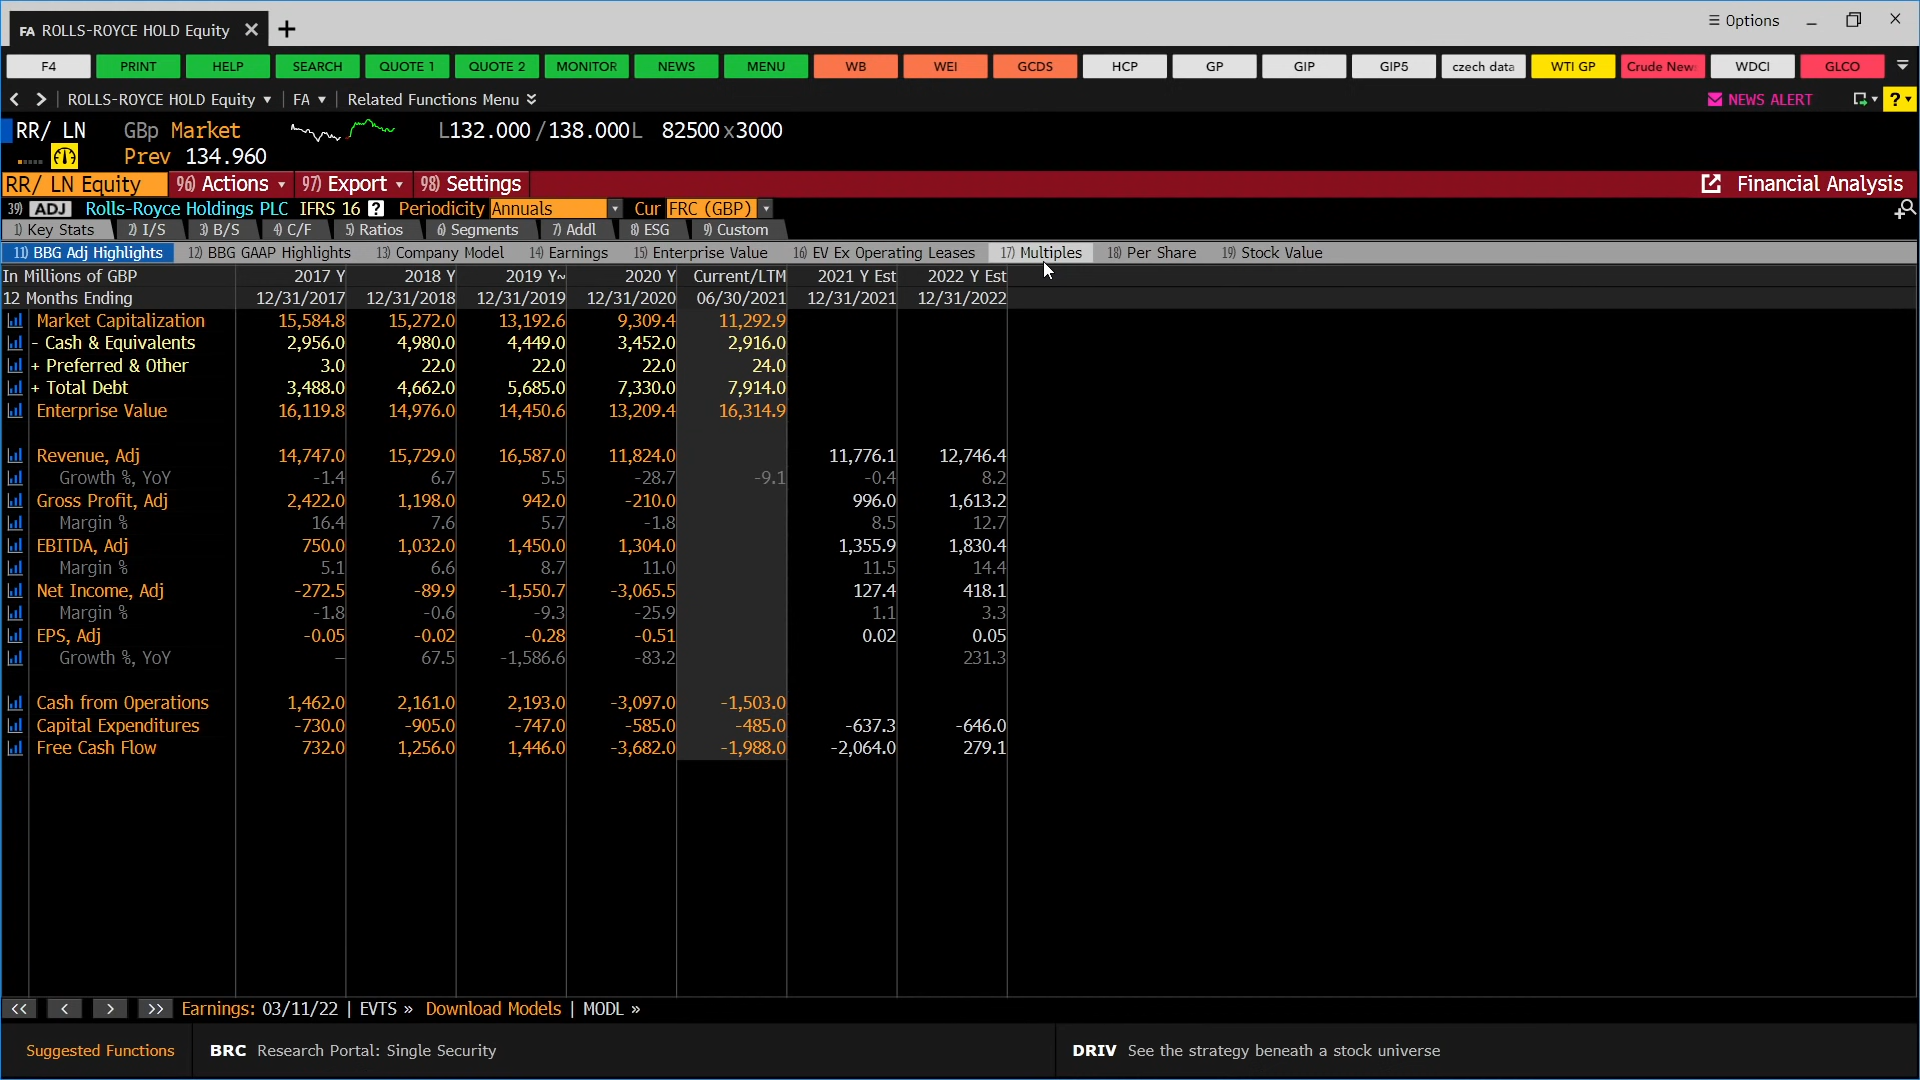 FA ROLLS-ROYCE HOLD Equity ✕ + ☰ Options
F4 PRINT HELP SEARCH QUOTE 1 QUOTE 2 MONITOR NEWS MENU WB WEI GCDS HCP GP GIP GIP5 czech data WTI GP Crude New WDCI GLCO
ROLLS-ROYCE HOLD Equity FA Related Functions Menu NEWS ALERT ?
RR/ LN GBp Market L132.000 /138.000L 82500x3000
Prev 134.960
RR/ LN Equity 96) Actions 97) Export 98) Settings Financial Analysis
39) ADJ Rolls-Royce Holdings PLC IFRS 16 ? Periodicity Annuals Cur FRC (GBP)
1) Key Stats 2) I/S 3) B/S 4) C/F 5) Ratios 6) Segments 7) Addl 8) ESG 9) Custom
11) BBG Adj Highlights 12) BBG GAAP Highlights 13) Company Model 14) Earnings 15) Enterprise Value 16) EV Ex Operating Leases 17) Multiples 18) Per Share 19) Stock Value
In Millions of GBP 2017 Y 2018 Y 2019 Y~ 2020 Y Current/LTM 2021 Y Est 2022 Y Est
12 Months Ending 12/31/2017 12/31/2018 12/31/2019 12/31/2020 06/30/2021 12/31/2021 12/31/2022
Market Capitalization 15,584.8 15,272.0 13,192.6 9,309.4 11,292.9
- Cash & Equivalents 2,956.0 4,980.0 4,449.0 3,452.0 2,916.0
+ Preferred & Other 3.0 22.0 22.0 22.0 24.0
+ Total Debt 3,488.0 4,662.0 5,685.0 7,330.0 7,914.0
Enterprise Value 16,119.8 14,976.0 14,450.6 13,209.4 16,314.9
Revenue, Adj 14,747.0 15,729.0 16,587.0 11,824.0 11,776.1 12,746.4
Growth %, YoY -1.4 6.7 5.5 -28.7 -9.1 -0.4 8.2
Gross Profit, Adj 2,422.0 1,198.0 942.0 -210.0 996.0 1,613.2
Margin % 16.4 7.6 5.7 -1.8 8.5 12.7
EBITDA, Adj 750.0 1,032.0 1,450.0 1,304.0 1,355.9 1,830.4
Margin % 5.1 6.6 8.7 11.0 11.5 14.4
Net Income, Adj -272.5 -89.9 -1,550.7 -3,065.5 127.4 418.1
Margin % -1.8 -0.6 -9.3 -25.9 1.1 3.3
EPS, Adj -0.05 -0.02 -0.28 -0.51 0.02 0.05
Growth %, YoY — 67.5 -1,586.6 -83.2 231.3
Cash from Operations 1,462.0 2,161.0 2,193.0 -3,097.0 -1,503.0
Capital Expenditures -730.0 -905.0 -747.0 -585.0 -485.0 -637.3 -646.0
Free Cash Flow 732.0 1,256.0 1,446.0 -3,682.0 -1,988.0 -2,064.0 279.1
<< < > >> Earnings: 03/11/22 | EVTS » Download Models | MODL »
Suggested Functions BRC Research Portal: Single Security DRIV See the strategy beneath a stock universe